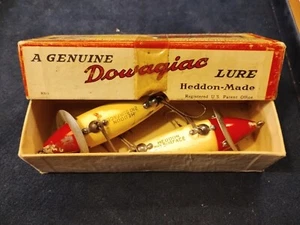 A GENUINE
Dowagiac
LURE
Heddon-Made
Registered U.S. Patent Office